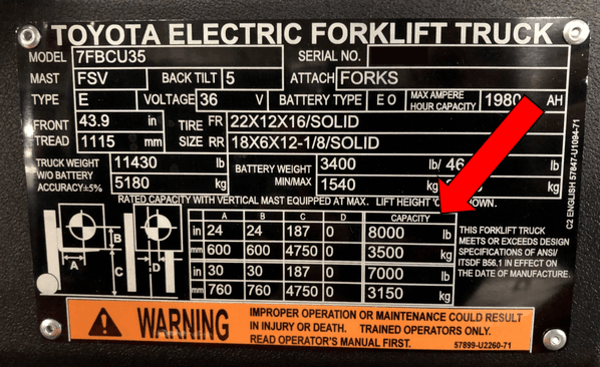 TOYOTA ELECTRIC FORKLIFT TRUCK
MODEL 7FBCU35 SERIAL NO.
MAST FSV BACK TILT 5 ATTACH FORKS
TYPE E VOLTAGE 36 V BATTERY TYPE E O MAX AMPERE HOUR CAPACITY 1980 AH
FRONT 43.9 in TIRE FR 22X12X16/SOLID
TREAD 1115 mm SIZE RR 18X6X12-1/8/SOLID
TRUCK WEIGHT 11430 lb BATTERY WEIGHT 3400 lb/ 46 lb
W/O BATTERY 5180 kg MIN/MAX 1540 kg kg
ACCURACY±5%
RATED CAPACITY WITH VERTICAL MAST EQUIPPED AT MAX. LIFT HEIGHT
A B C D CAPACITY
in 24 24 187 0 8000 lb
mm 600 600 4750 0 3500 kg
in 30 30 187 0 7000 lb
mm 760 760 4750 0 3150 kg
A B C D
THIS FORKLIFT TRUCK
MEETS OR EXCEEDS DESIGN
SPECIFICATIONS OF ANSI/
ITSDF B56.1 IN EFFECT ON
THE DATE OF MANUFACTURE.
C2 ENGLISH 57847-U1094-71
WARNING
IMPROPER OPERATION OR MAINTENANCE COULD RESULT
IN INJURY OR DEATH. TRAINED OPERATORS ONLY.
READ OPERATOR'S MANUAL FIRST. 57899-U2260-71